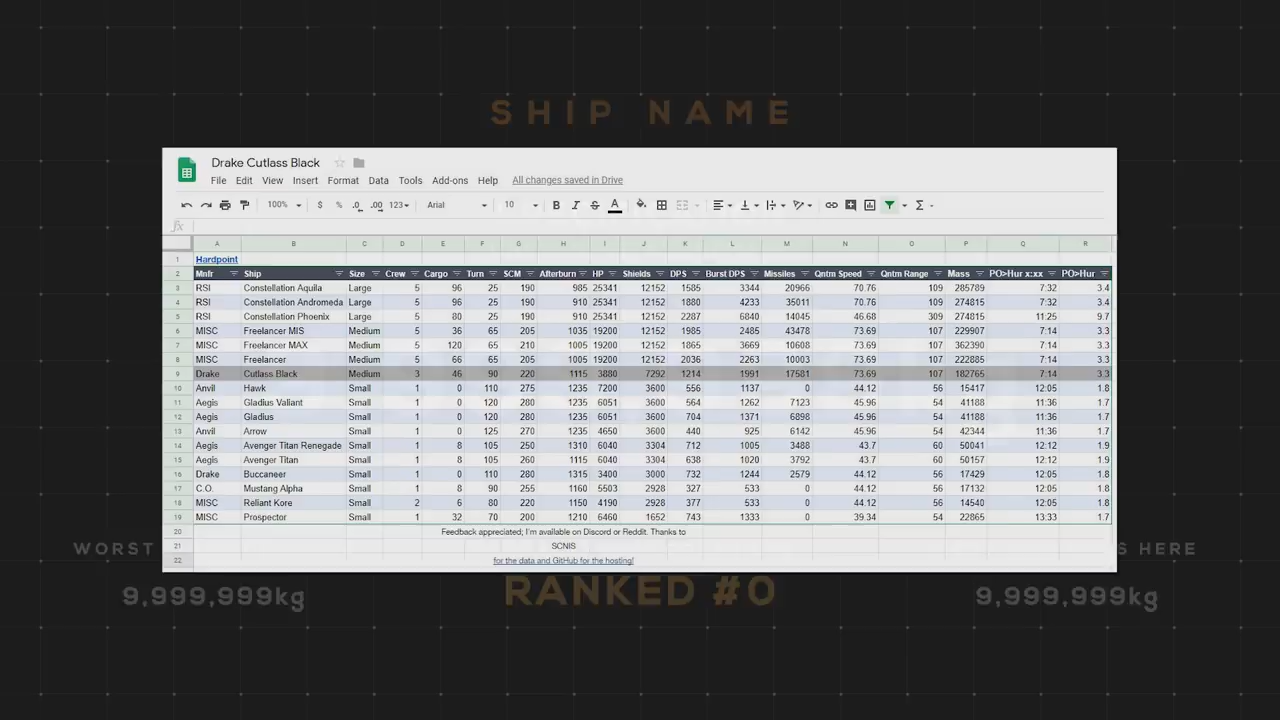 SHIP NAME
Drake Cutlass Black
File Edit View Insert Format Data Tools Add-ons Help All changes saved in Drive
100% $ % .0 .00 123 Arial 10 B I S A
fx
A B C D E F G H I J K L M N O P Q R
1 Hardpoint
2 Mnfr Ship Size Crew Cargo Turn SCM Afterburn HP Shields DPS Burst DPS Missiles Qntm Speed Qntm Range Mass PO>Hur x:xx PO>Hur
3 RSI Constellation Aquila Large 5 96 25 190 985 25341 12152 1585 3344 20966 70.76 109 285789 7:32 3.4
4 RSI Constellation Andromeda Large 5 96 25 190 910 25341 12152 1880 4233 35011 70.76 109 274815 7:32 3.4
5 RSI Constellation Phoenix Large 5 80 25 190 910 25341 12152 2287 6840 14045 46.68 309 274815 11:25 9.7
6 MISC Freelancer MIS Medium 5 36 65 205 1035 19200 12152 1965 2485 43478 73.69 107 229907 7:14 3.3
7 MISC Freelancer MAX Medium 5 120 65 210 1005 19200 12152 1865 3669 10608 73.69 107 362390 7:14 3.3
8 MISC Freelancer Medium 5 66 65 205 1005 19200 12152 2036 2263 10003 73.69 107 222885 7:14 3.3
9 Drake Cutlass Black Medium 3 46 90 220 1115 3880 7292 1214 1991 17581 73.69 107 182765 7:14 3.3
10 Anvil Hawk Small 1 0 110 275 1235 7200 3600 556 1137 0 44.12 56 15417 12:05 1.8
11 Aegis Gladius Valiant Small 1 0 120 280 1235 6051 3600 564 1262 7123 45.96 54 41188 11:36 1.7
12 Aegis Gladius Small 1 0 120 280 1235 6051 3600 704 1371 6898 45.96 54 41188 11:36 1.7
13 Anvil Arrow Small 1 0 125 270 1235 4650 3600 440 925 6142 45.96 54 42344 11:36 1.7
14 Aegis Avenger Titan Renegade Small 1 8 105 250 1310 6040 3304 712 1005 3488 43.7 60 50041 12:12 1.9
15 Aegis Avenger Titan Small 1 8 105 260 1115 6040 3304 638 1020 3792 43.7 60 50157 12:12 1.9
16 Drake Buccaneer Small 1 0 110 280 1315 3400 3000 732 1244 2579 44.12 56 17429 12:05 1.8
17 C.O. Mustang Alpha Small 1 8 90 255 1160 5503 2928 327 533 0 44.12 56 17132 12:05 1.8
18 MISC Reliant Kore Small 2 6 80 220 1150 4190 2928 377 533 0 44.12 56 14540 12:05 1.8
19 MISC Prospector Small 1 32 70 200 1210 6460 1652 743 1333 0 39.34 54 22865 13:33 1.7
20 Feedback appreciated; I'm available on Discord or Reddit. Thanks to
21 SCNIS
22 for the data and GitHub for the hosting!
WORST
S HERE
RANKED #0
9,999,999kg
9,999,999kg